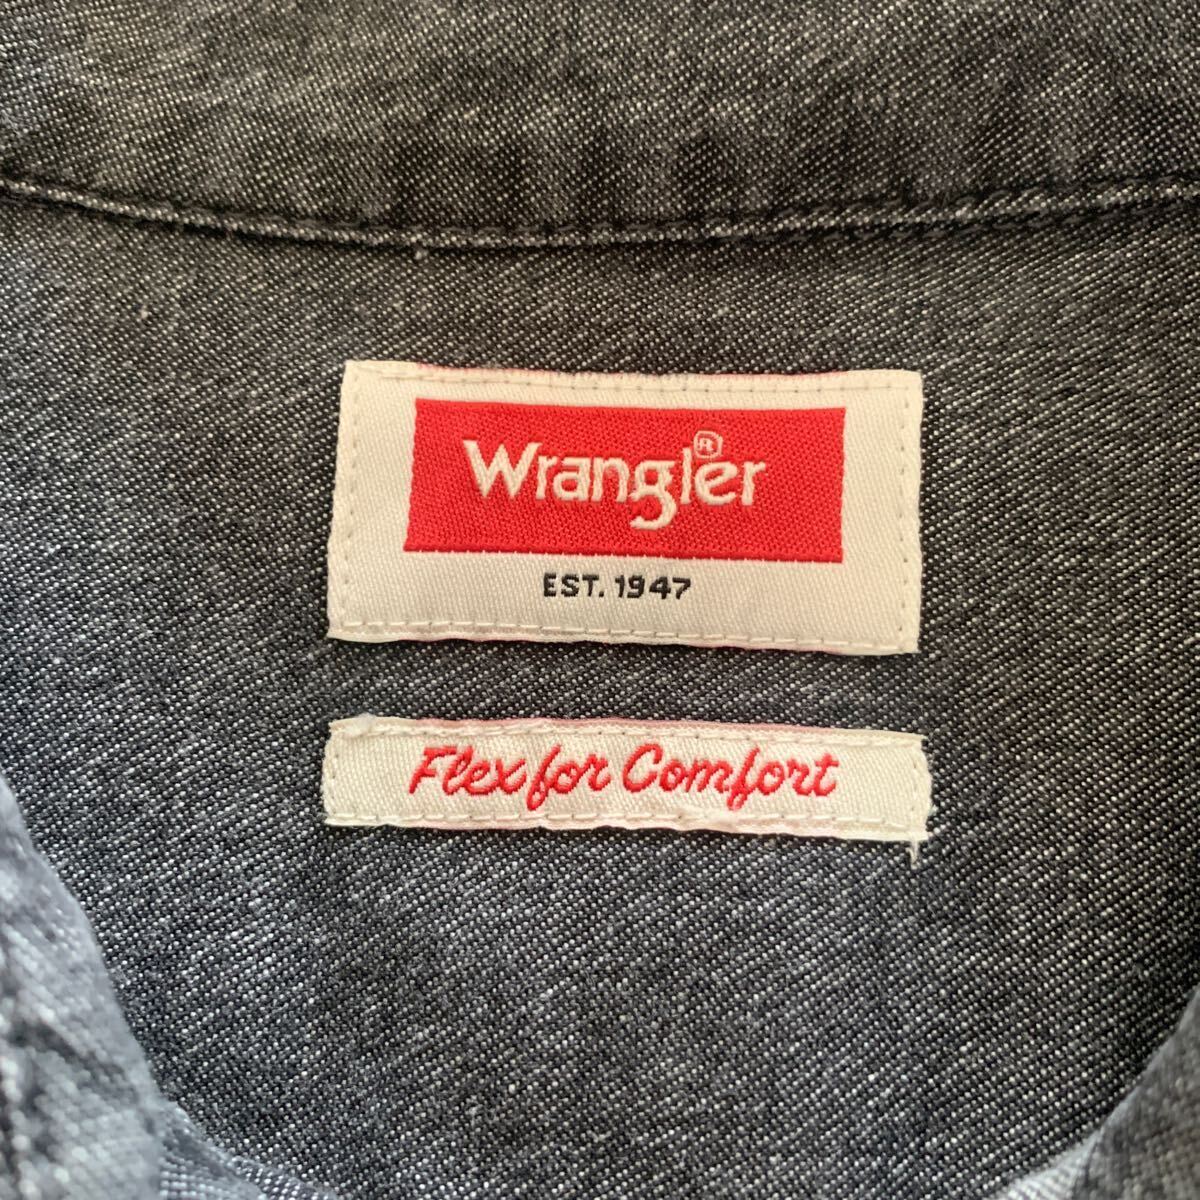 Wrangler®
EST. 1947
Flex for Comfort